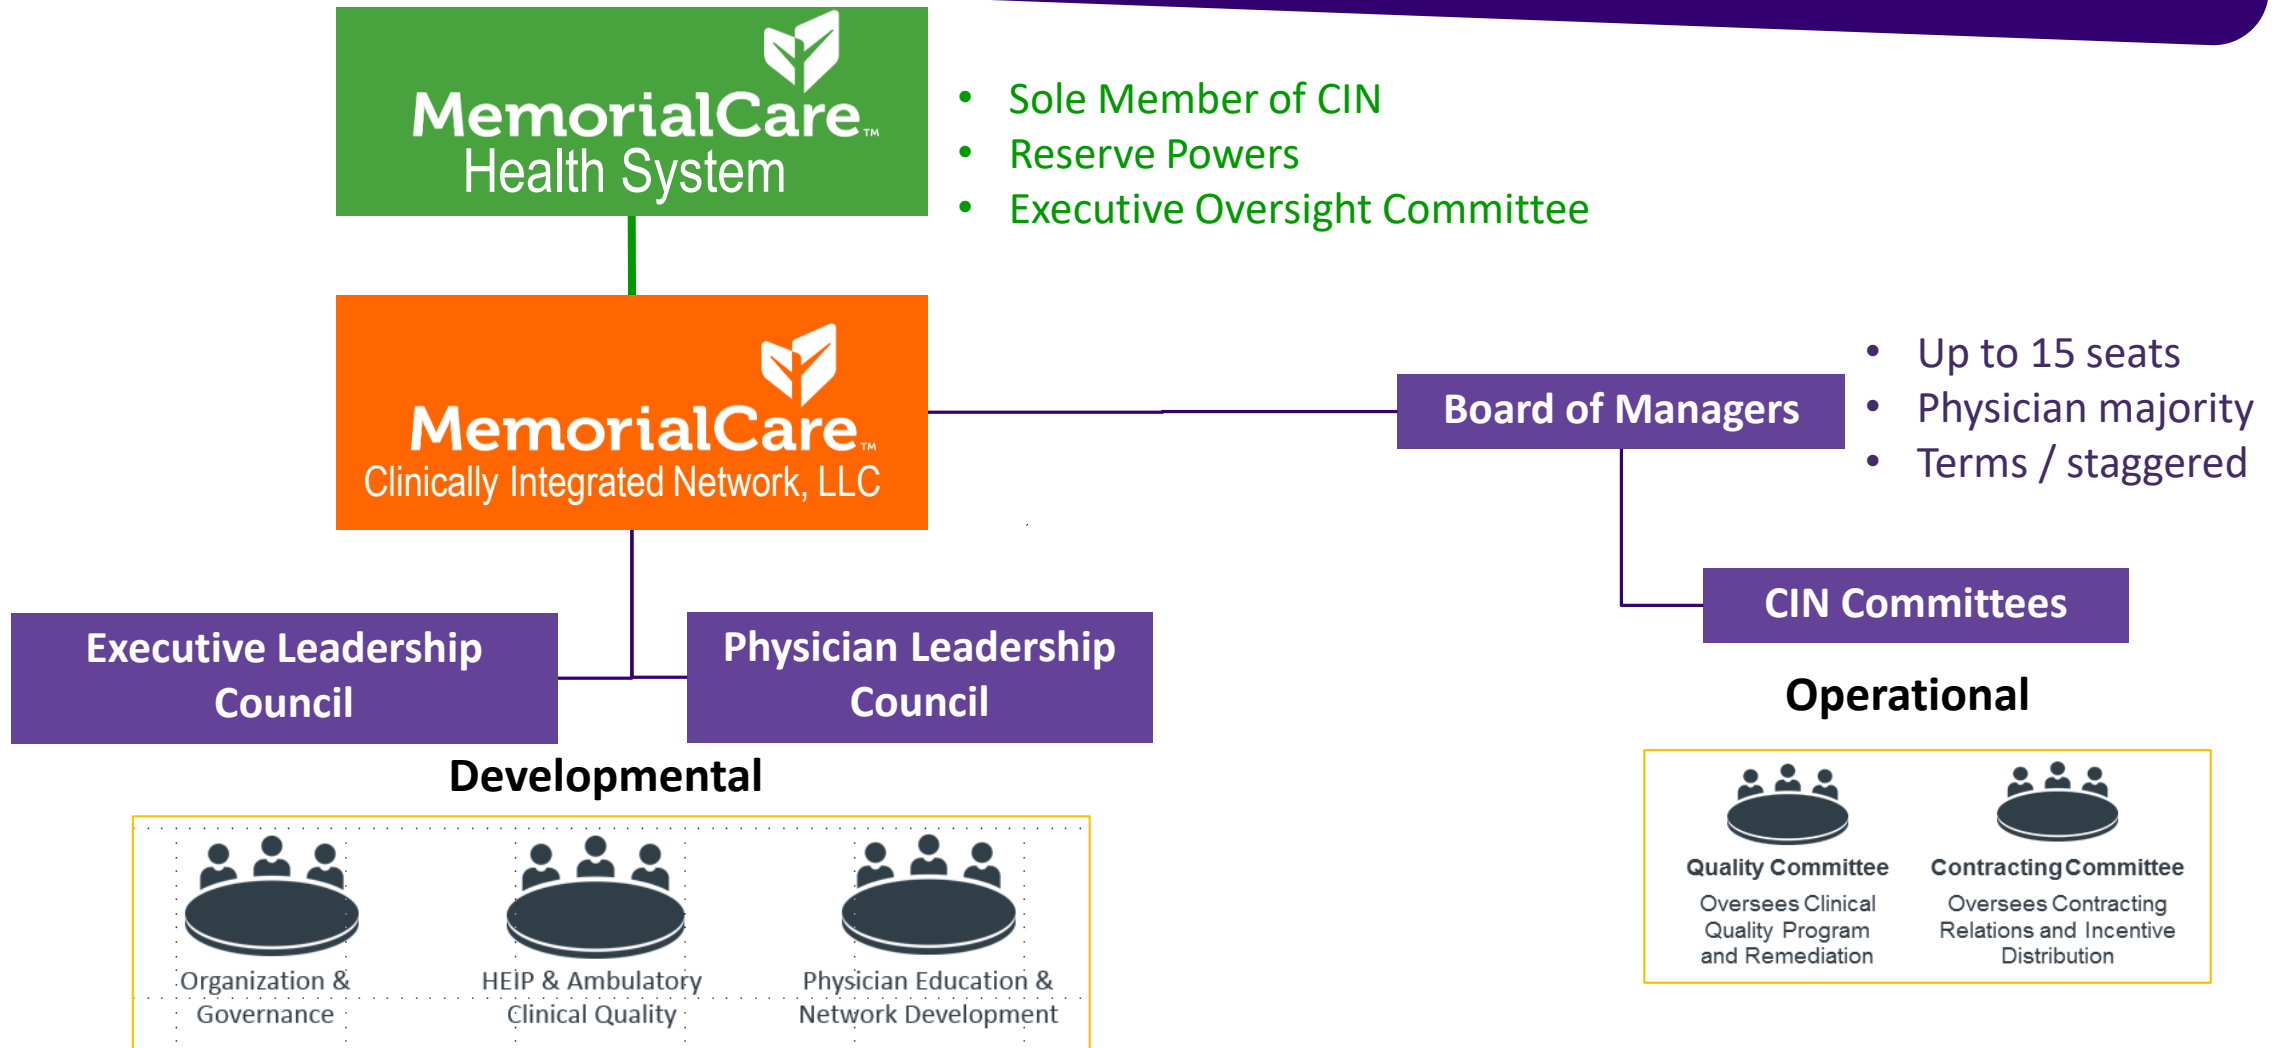 MemorialCare™
Health System
• Sole Member of CIN
• Reserve Powers
• Executive Oversight Committee
MemorialCare™
Clinically Integrated Network, LLC
Board of Managers
• Up to 15 seats
• Physician majority
• Terms / staggered
CIN Committees
Executive Leadership
Council
Physician Leadership
Council
Operational
Developmental
Quality Committee
Oversees Clinical
Quality Program
and Remediation
Contracting Committee
Oversees Contracting
Relations and Incentive
Distribution
Organization &
Governance
HEIP & Ambulatory
Clinical Quality
Physician Education &
Network Development